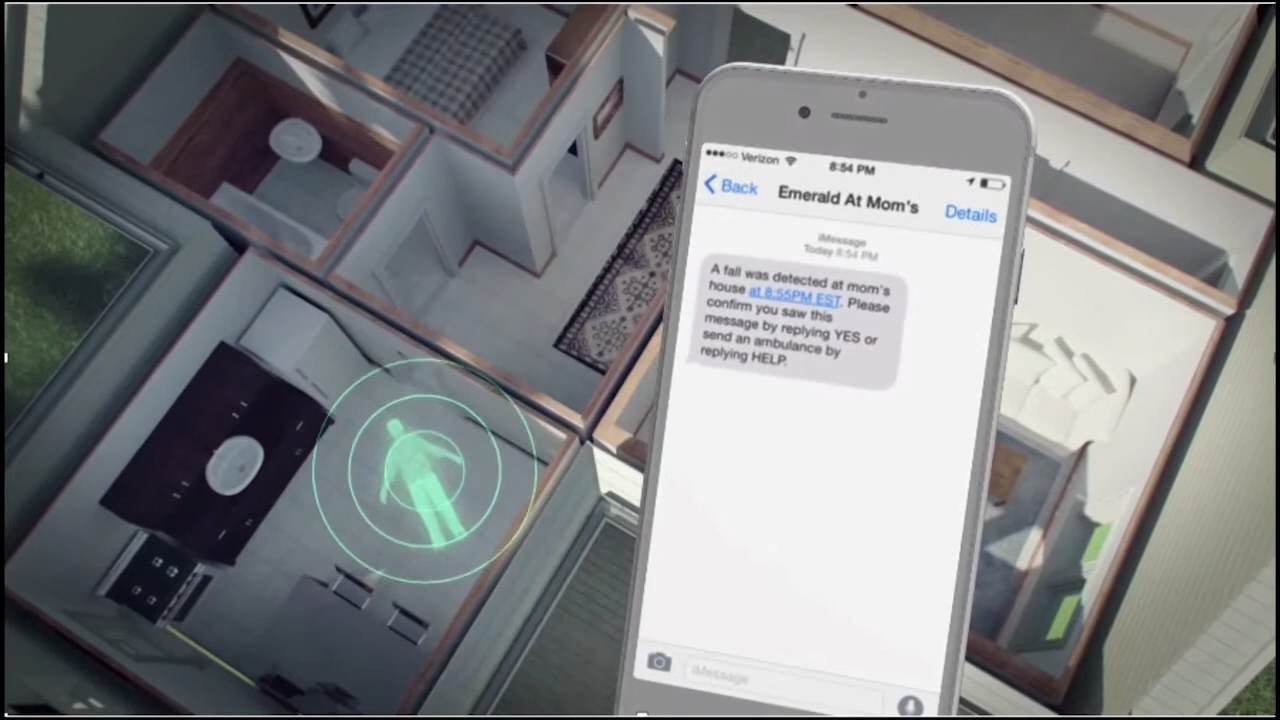 Verizon
8:54 PM
Back
Emerald At Mom's
Details
iMessage
Today 8:54 PM
A fall was detected at mom's
house at 8:55PM EST. Please
confirm you saw this
message by replying YES or
send an ambulance by
replying HELP.
iMessage